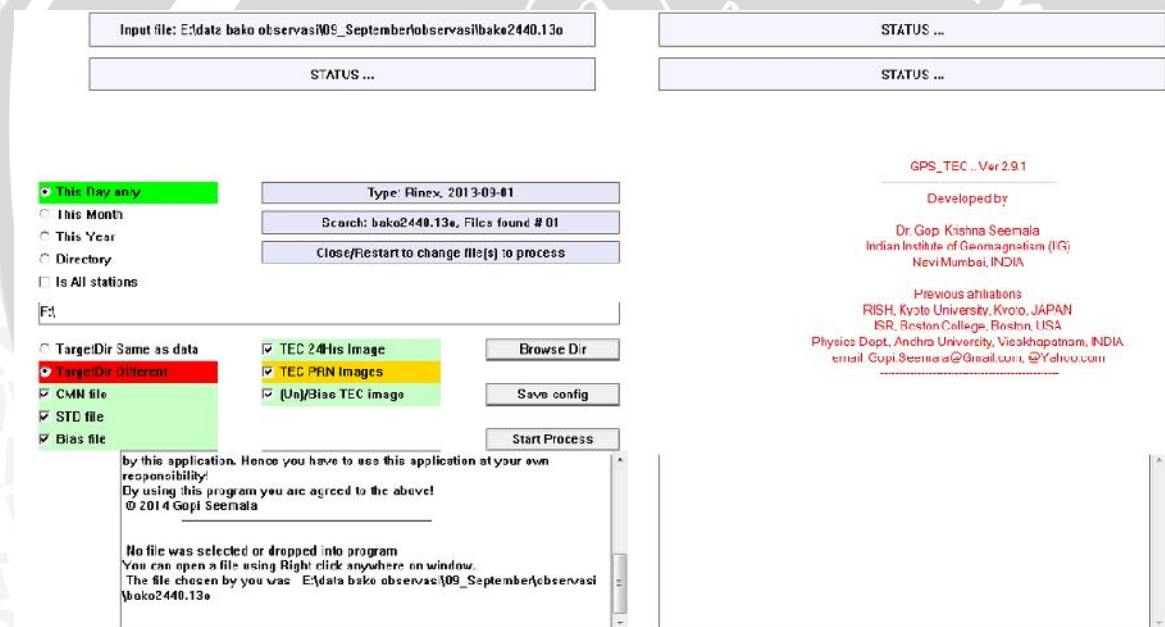 Input file: E:\data bako observasi\09_September\observasi\bako2440.13o
STATUS ...
STATUS ...
STATUS ...
This Day only
This Month
This Year
Directory
Is All stations
Type: Rinex, 2013-09-01
Search: bako2440.13o, Files found # 01
Close/Restart to change file(s) to process
F:\
TargetDir Same as data
TargetDir Different
CMN file
STD file
Bias file
TEC 24Hrs Image
TEC PRN Images
(Un)/Bias TEC image
Browse Dir
Save config
Start Process
by this application. Hence you have to use this application at your own
responsibility!
By using this program you are agreed to the above!
© 2014 Gopi Seemala
No file was selected or dropped into program
You can open a file using Right click anywhere on window..
The file chosen by you was E:\data bako observasi\09_September\observasi
\bako2440.13o
GPS_TEC .. Ver 2.9.1
Developed by
Dr. Gopi Krishna Seemala
Indian Institute of Geomagnetism (IIG)
Navi Mumbai, INDIA
Previous affiliations
RISH, Kyoto University, Kyoto, JAPAN
ISR, Boston College, Boston, USA
Physics Dept., Andhra University, Visakhapatnam, INDIA
email: Gopi.Seemala@Gmail.com, @Yahoo.com